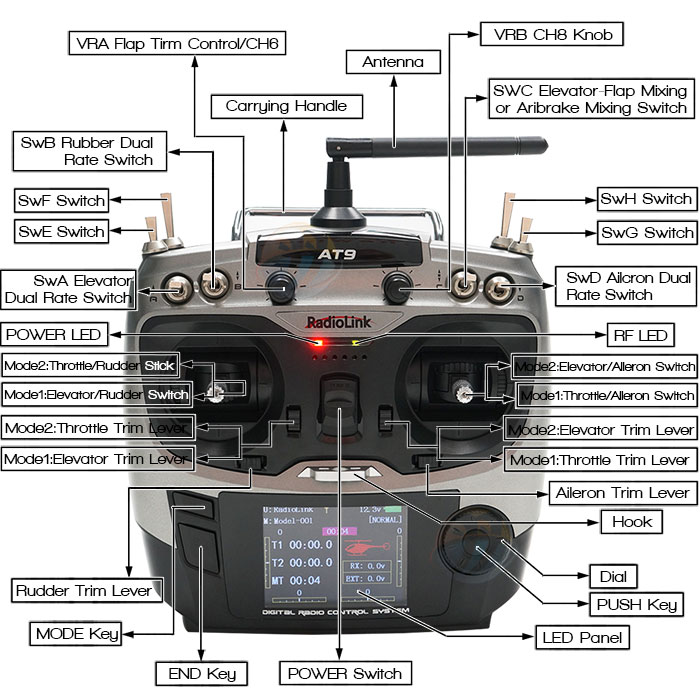 VRA Flap Tirm Control/CH6
VRB CH8 Knob
Antenna
SWC Elevator-Flap Mixing
or Aribrake Mixing Switch
Carrying Handle
SwB Rubber Dual
Rate Switch
SwF Switch
SwE Switch
SwH Switch
SwG Switch
SwA Elevator
Dual Rate Switch
SwD Ailcron Dual
Rate Switch
AT9
A
D
RadioLink
POWER LED
RF LED
Mode2:Throttle/Rudder Stick
Mode1:Elevator/Rudder Switch
Mode2:Elevator/Aileron Switch
Mode1:Throttle/Aileron Switch
Mode2:Throttle Trim Lever
Mode1:Elevator Trim Lever
Mode2:Elevator Trim Lever
Mode1:Throttle Trim Lever
Aileron Trim Lever
Hook
U:RadioLink 12.3v
M:Model-001 [NORMAL]
0 00:04 0
T1 00:00.0
T2 00:00.0
MT 00:04
RX: 0.0v
EXT: 0.0v
0 0
DIGITAL RADIO CONTROL SYSTEM
Rudder Trim Lever
MODE Key
END Key
POWER Switch
Dial
PUSH Key
LED Panel